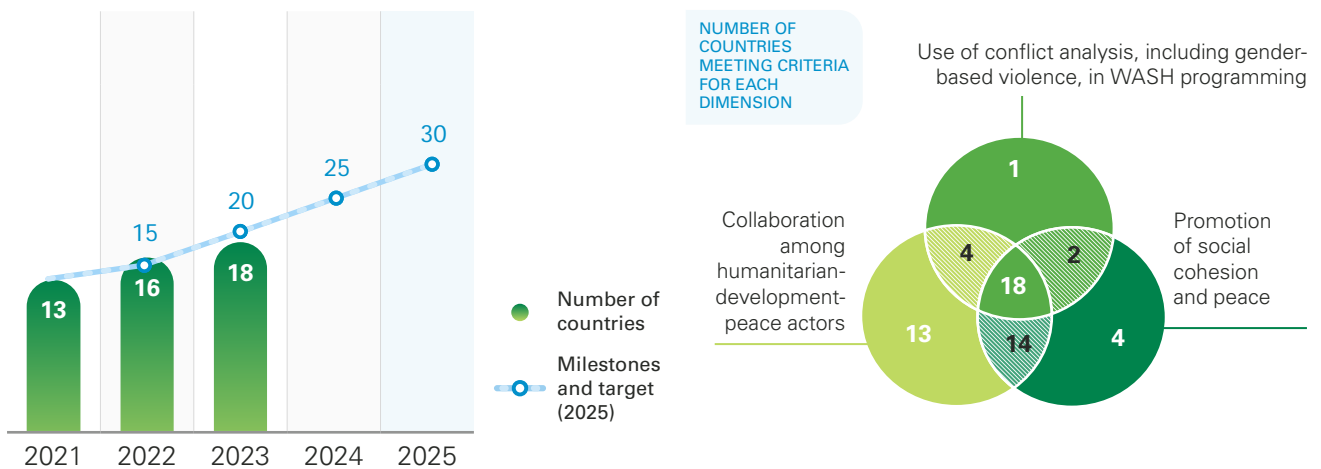 30
25
20
15
18
16
13
2021 2022 2023 2024 2025
Number of
countries
Milestones
and target
(2025)
NUMBER OF
COUNTRIES
MEETING CRITERIA
FOR EACH
DIMENSION
Use of conflict analysis, including gender-
based violence, in WASH programming
Collaboration
among
humanitarian-
development-
peace actors
Promotion
of social
cohesion
and peace
1
4
2
18
13
14
4